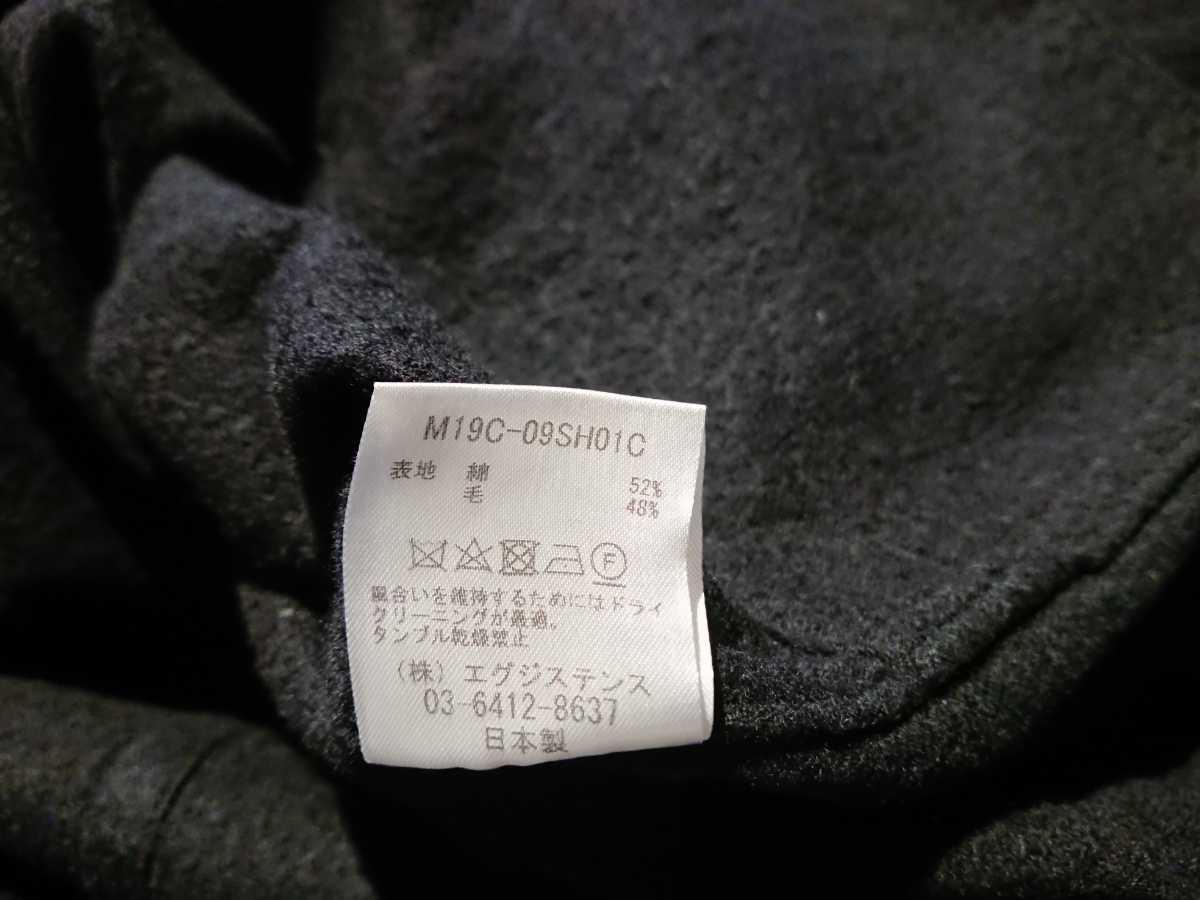 M19C-09SH01C
表地 綿 52%
毛 48%
F
風合いを維持するためにはドライ
クリーニングが最適。
タンブル乾燥禁止
(株) エグジステンス
03-6412-8637
日本製